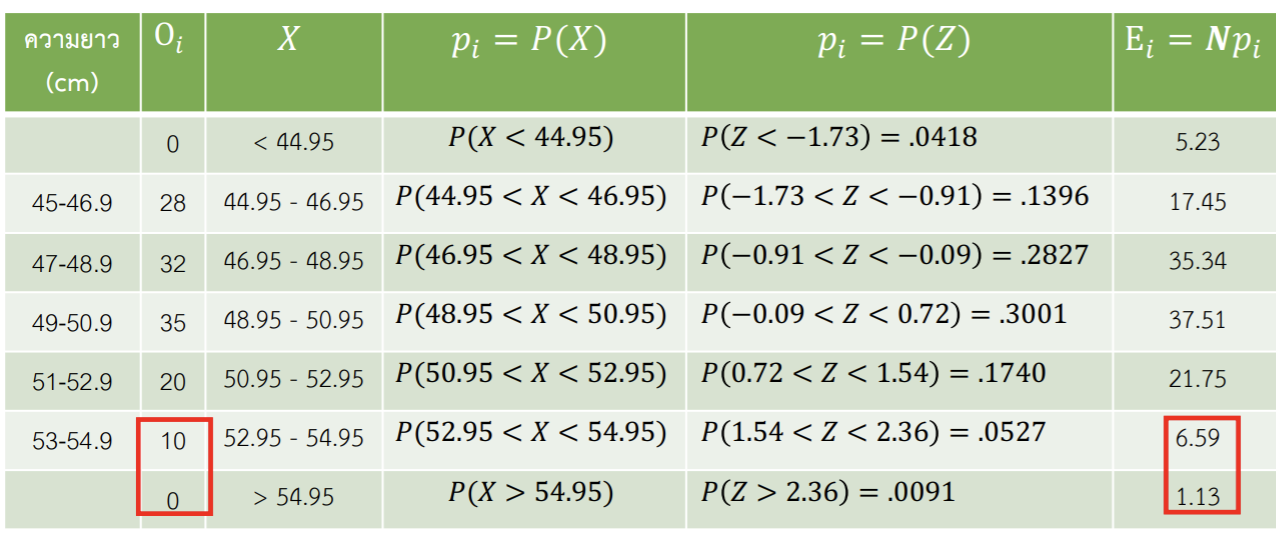 ความยาว (cm) O_i X p_i = P(X) p_i = P(Z) E_i = Np_i
0 < 44.95 P(X < 44.95) P(Z < −1.73) = .0418 5.23
45-46.9 28 44.95 - 46.95 P(44.95 < X < 46.95) P(−1.73 < Z < −0.91) = .1396 17.45
47-48.9 32 46.95 - 48.95 P(46.95 < X < 48.95) P(−0.91 < Z < −0.09) = .2827 35.34
49-50.9 35 48.95 - 50.95 P(48.95 < X < 50.95) P(−0.09 < Z < 0.72) = .3001 37.51
51-52.9 20 50.95 - 52.95 P(50.95 < X < 52.95) P(0.72 < Z < 1.54) = .1740 21.75
53-54.9 10 52.95 - 54.95 P(52.95 < X < 54.95) P(1.54 < Z < 2.36) = .0527 6.59
0 > 54.95 P(X > 54.95) P(Z > 2.36) = .0091 1.13